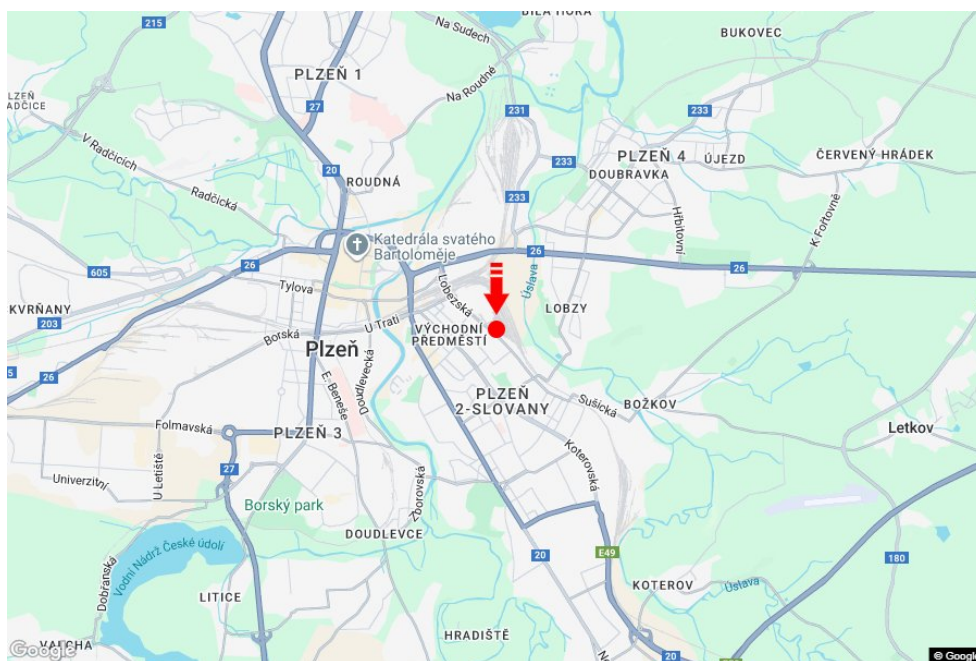 BÍLÁ HORA
215
Na Sudech
BUKOVEC
PLZEŇ 1
27
Na Roudné
231
PLZEŇ
RADČICE
V Radčicích
233
233
20
PLZEŇ 4
ÚJEZD
ČERVENÝ HRÁDEK
DOUBRAVKA
ROUDNÁ
Radčická
233
Hřbitovní
K Fořtovně
Katedrála svatého
Bartoloměje
26
605
26
26
Tylova
Úslava
KVRŇANY
203
Lobezská
LOBZY
U Trati
Borská
VÝCHODNÍ
PŘEDMĚSTÍ
Plzeň
26
E. Beneše
Doudlevecká
PLZEŇ
2-SLOVANY
Sušická
BOŽKOV
Folmavská
PLZEŇ 3
Letkov
Koterovská
27
U Letiště
Univerzitní
Borský park
Zborovská
DOUDLEVCE
Vodní Nádrž České údolí
20
E49
180
Dobřanská
LITICE
KOTEROV
Úslava
HRADIŠTĚ
VALCHA
20
Google
© Google